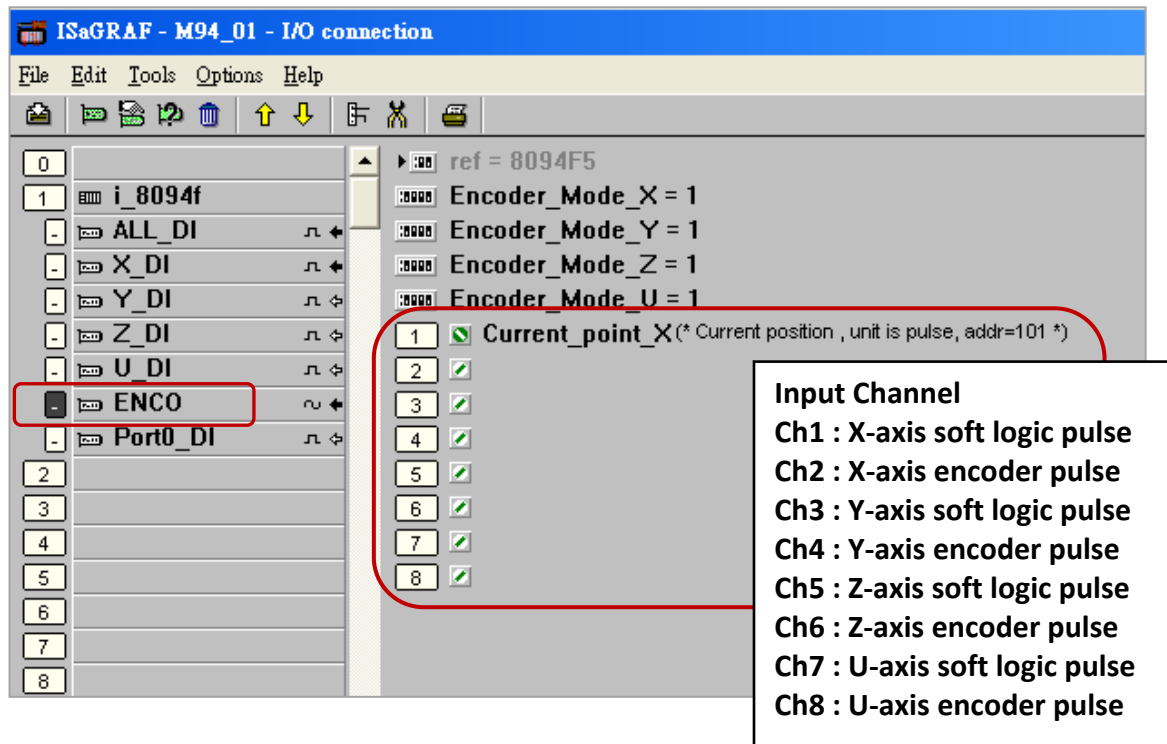 ISaGRAF - M94_01 - I/O connection
File Edit Tools Options Help
0
1 i_8094f
- ALL_DI
- X_DI
- Y_DI
- Z_DI
- U_DI
- ENCO
- Port0_DI
2
3
4
5
6
7
8
ref = 8094F5
Encoder_Mode_X = 1
Encoder_Mode_Y = 1
Encoder_Mode_Z = 1
Encoder_Mode_U = 1
1 Current_point_X (* Current position , unit is pulse, addr=101 *)
2
3
4
5
6
7
8
Input Channel
Ch1 : X-axis soft logic pulse
Ch2 : X-axis encoder pulse
Ch3 : Y-axis soft logic pulse
Ch4 : Y-axis encoder pulse
Ch5 : Z-axis soft logic pulse
Ch6 : Z-axis encoder pulse
Ch7 : U-axis soft logic pulse
Ch8 : U-axis encoder pulse